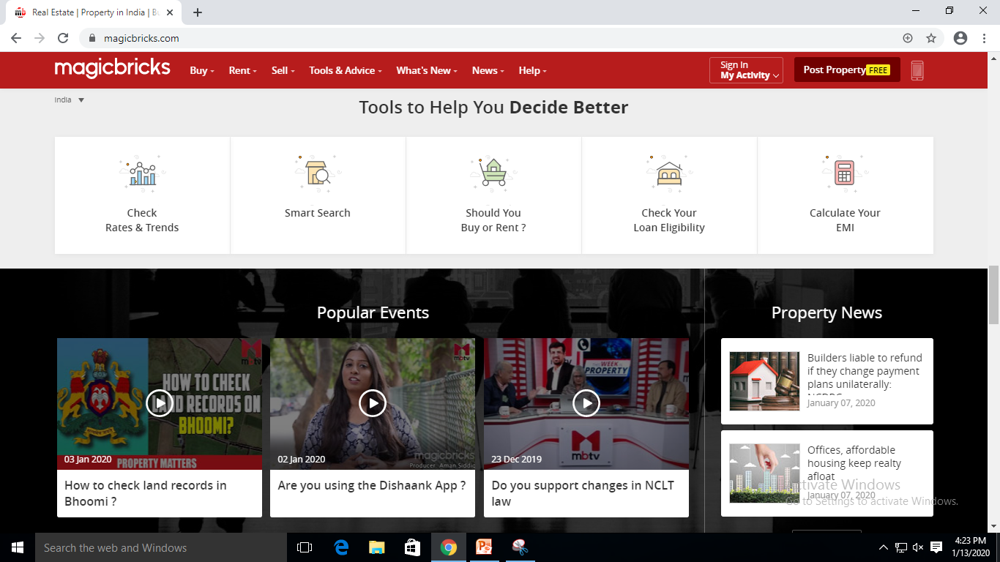 Real Estate | Property in India | Bu
magicbricks.com
magicbricks
Buy
Rent
Sell
Tools & Advice
What's New
News
Help
Sign In
My Activity
Post Property FREE
India
Tools to Help You Decide Better
Check
Rates & Trends
Smart Search
Should You
Buy or Rent ?
Check Your
Loan Eligibility
Calculate Your
EMI
Popular Events
mbtv
HOW TO CHECK
LAND RECORDS ON
BHOOMI?
03 Jan 2020
PROPERTY MATTERS
How to check land records in
Bhoomi ?
mbtv
02 Jan 2020
magicbricks
Producer: Aman Siddiq
Are you using the Dishaank App ?
THIS WEEK
PROPERTY
mbtv
23 Dec 2019
Do you support changes in NCLT
law
Property News
Builders liable to refund
if they change payment
plans unilaterally:
NCDRC
January 07, 2020
Offices, affordable
housing keep realty
afloat
January 07, 2020
Activate Windows
Go to Settings to activate Windows.
Search the web and Windows
4:23 PM
1/13/2020